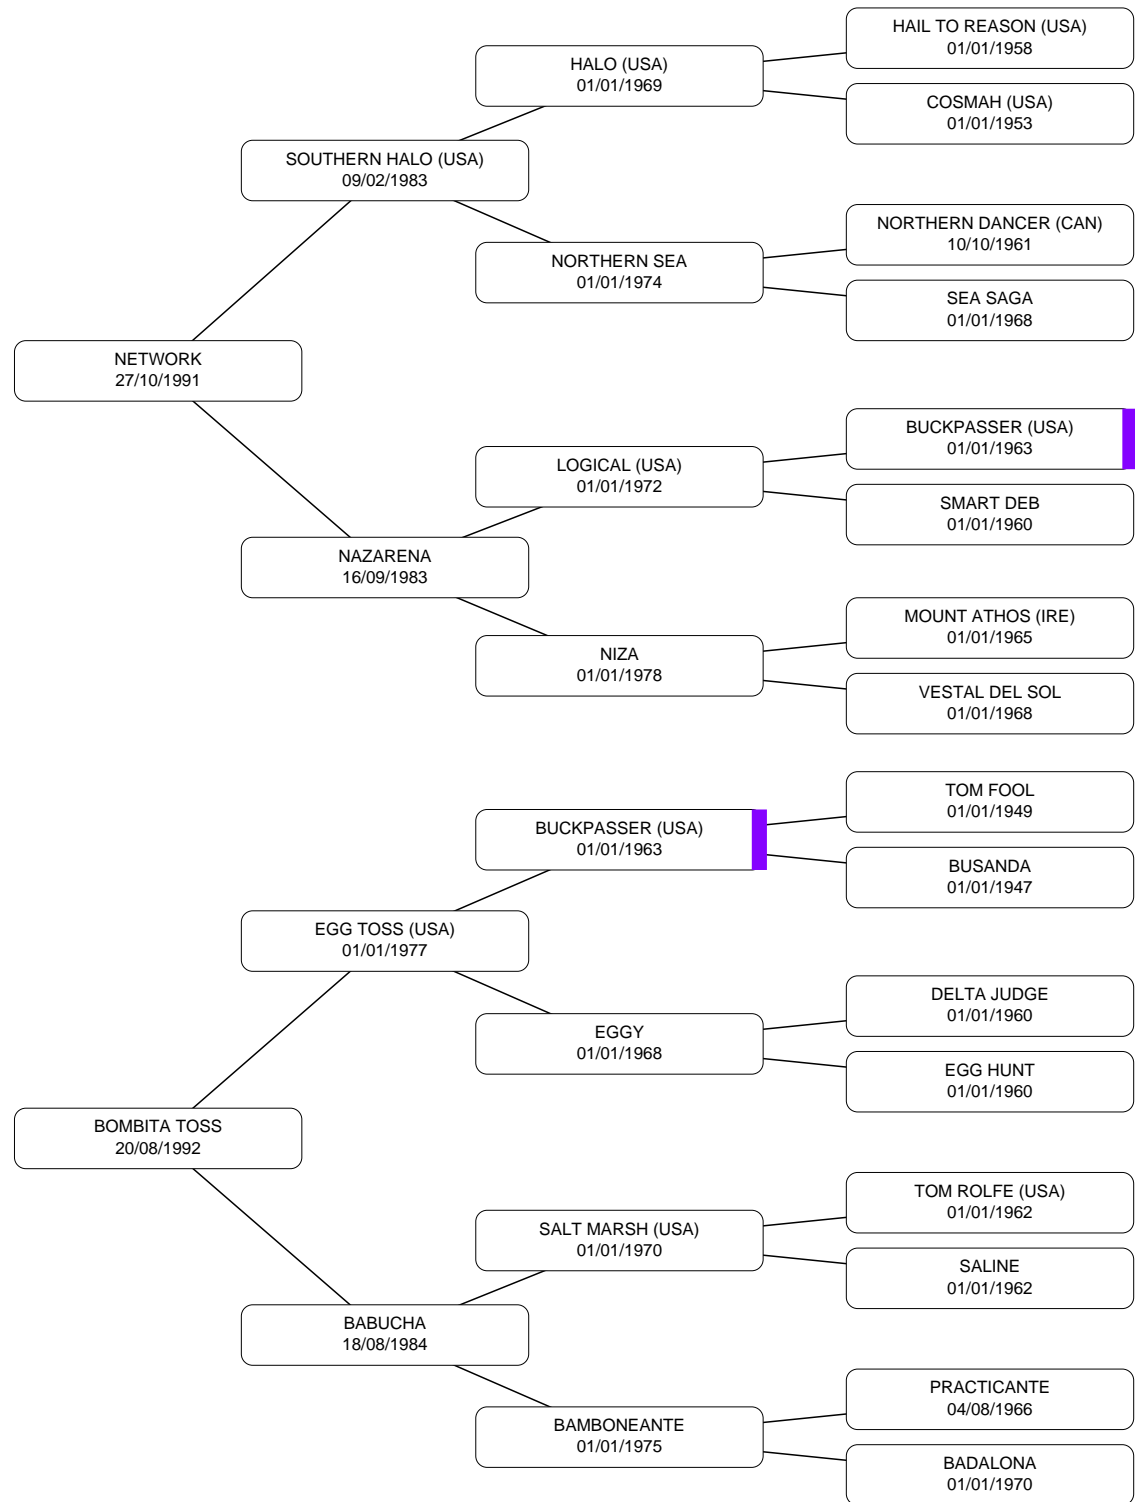 HAIL TO REASON (USA)
01/01/1958
HALO (USA)
01/01/1969
COSMAH (USA)
01/01/1953
SOUTHERN HALO (USA)
09/02/1983
NORTHERN DANCER (CAN)
10/10/1961
NORTHERN SEA
01/01/1974
SEA SAGA
01/01/1968
NETWORK
27/10/1991
BUCKPASSER (USA)
01/01/1963
LOGICAL (USA)
01/01/1972
SMART DEB
01/01/1960
NAZARENA
16/09/1983
MOUNT ATHOS (IRE)
01/01/1965
NIZA
01/01/1978
VESTAL DEL SOL
01/01/1968
TOM FOOL
01/01/1949
BUCKPASSER (USA)
01/01/1963
BUSANDA
01/01/1947
EGG TOSS (USA)
01/01/1977
DELTA JUDGE
01/01/1960
EGGY
01/01/1968
EGG HUNT
01/01/1960
BOMBITA TOSS
20/08/1992
TOM ROLFE (USA)
01/01/1962
SALT MARSH (USA)
01/01/1970
SALINE
01/01/1962
BABUCHA
18/08/1984
PRACTICANTE
04/08/1966
BAMBONEANTE
01/01/1975
BADALONA
01/01/1970